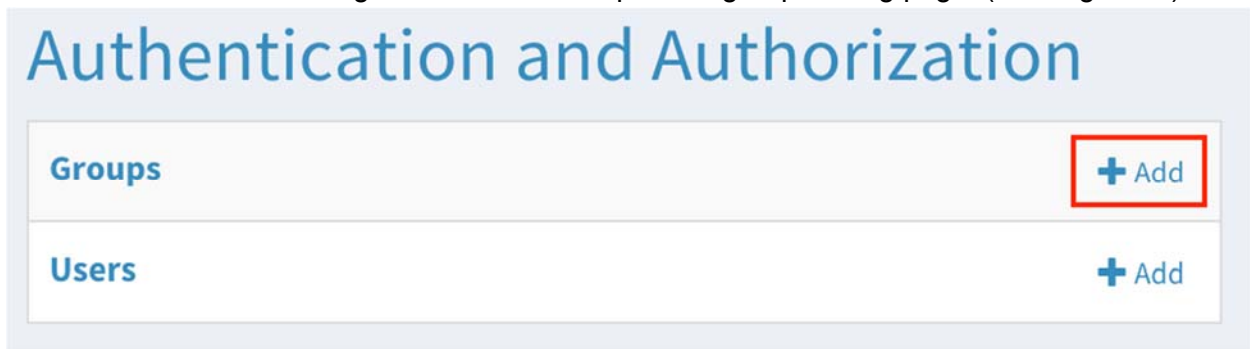 Authentication and Authorization
Groups
+ Add
Users
+ Add